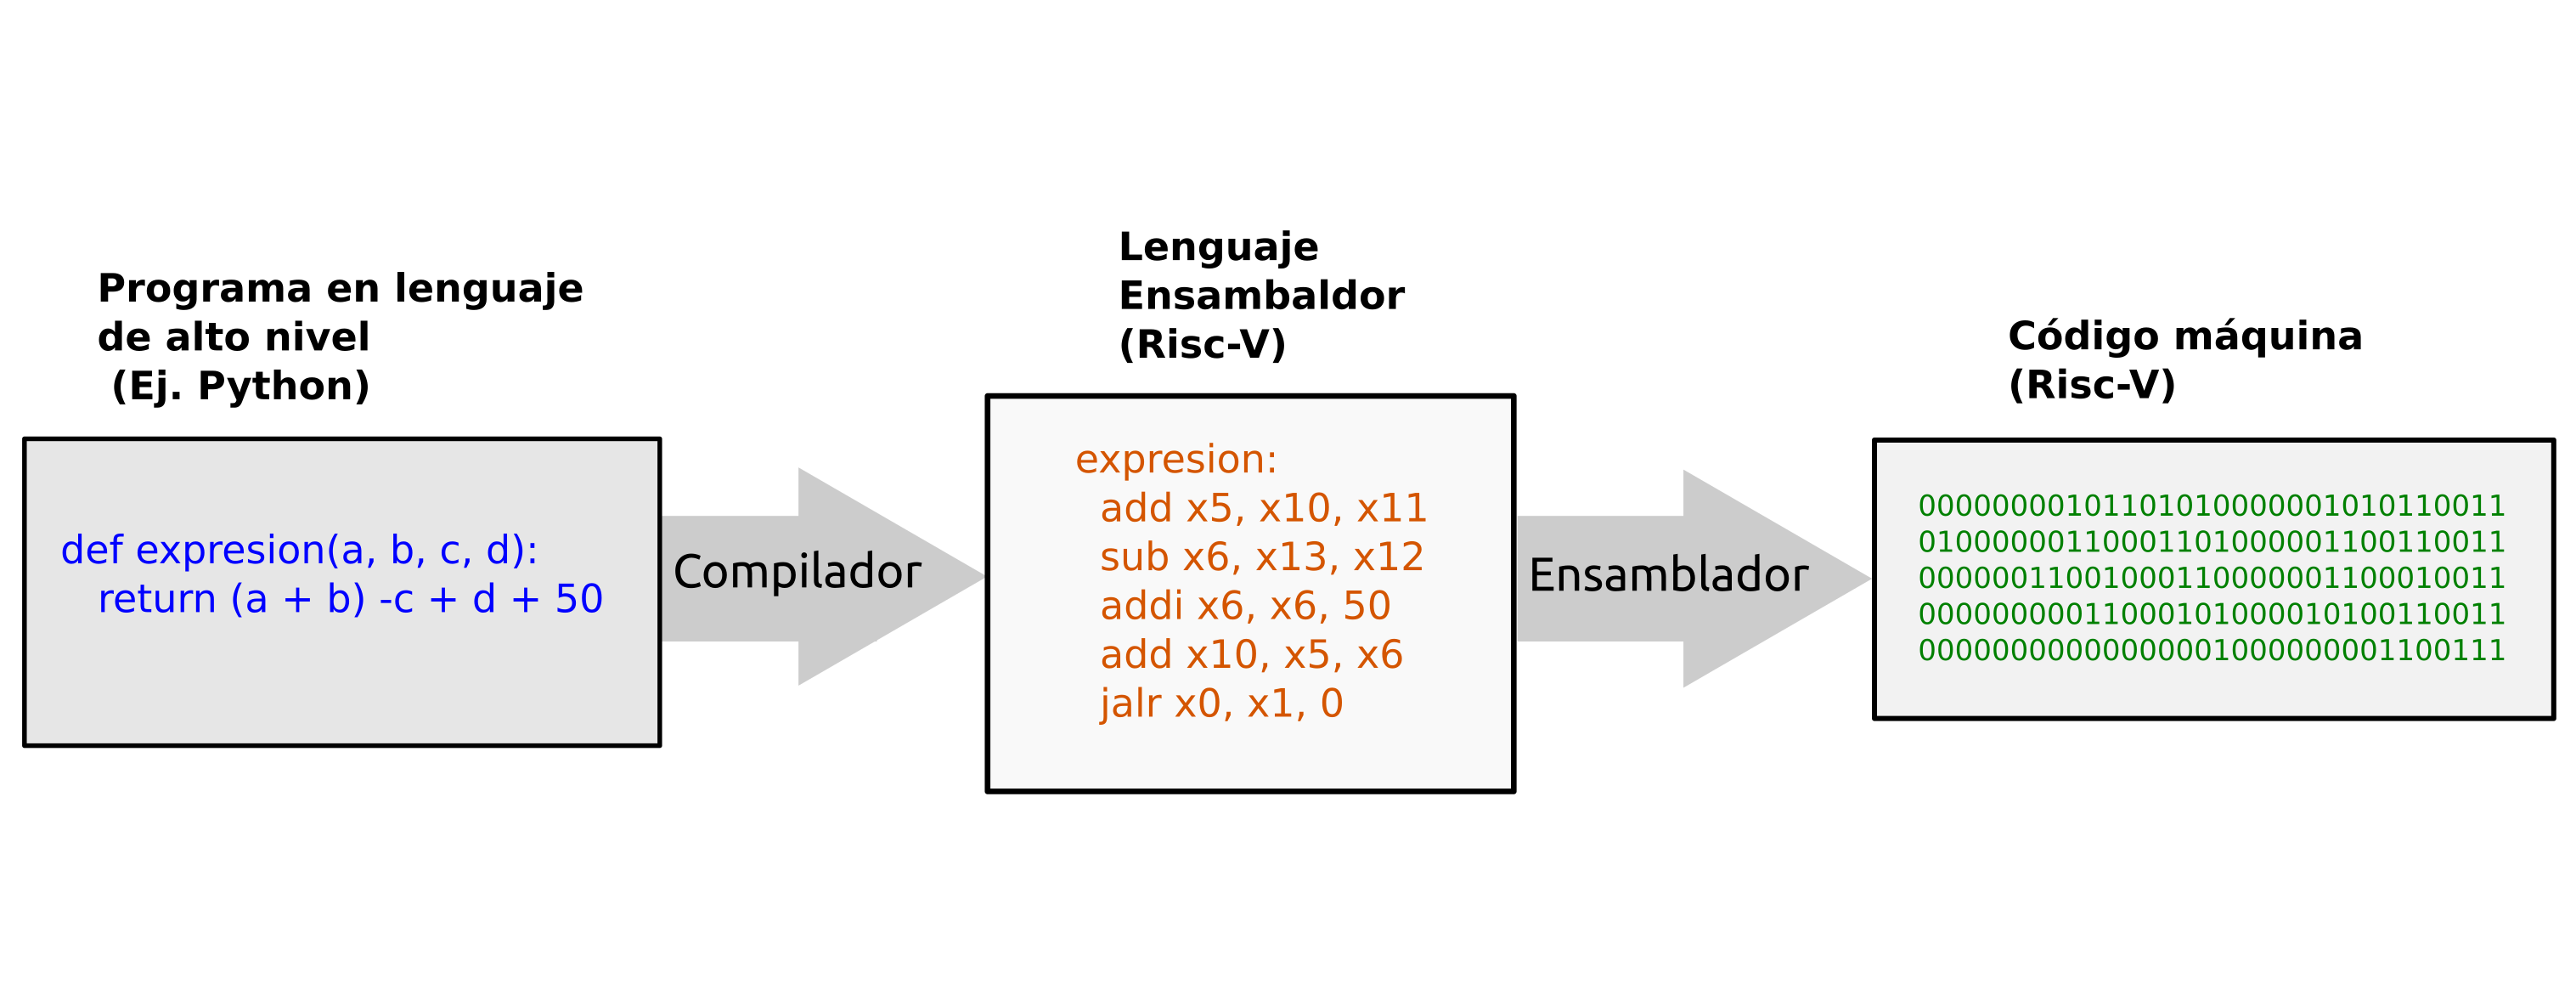 Programa en lenguaje
de alto nivel
(Ej. Python)
def expresion(a, b, c, d):
return (a + b) -c + d + 50
Compilador
Lenguaje
Ensambaldor
(Risc-V)
expresion:
add x5, x10, x11
sub x6, x13, x12
addi x6, x6, 50
add x10, x5, x6
jalr x0, x1, 0
Ensamblador
Código máquina
(Risc-V)
00000000101101010000001010110011
01000000110001101000001100110011
00000011001000110000001100010011
00000000011000101000010100110011
00000000000000001000000001100111